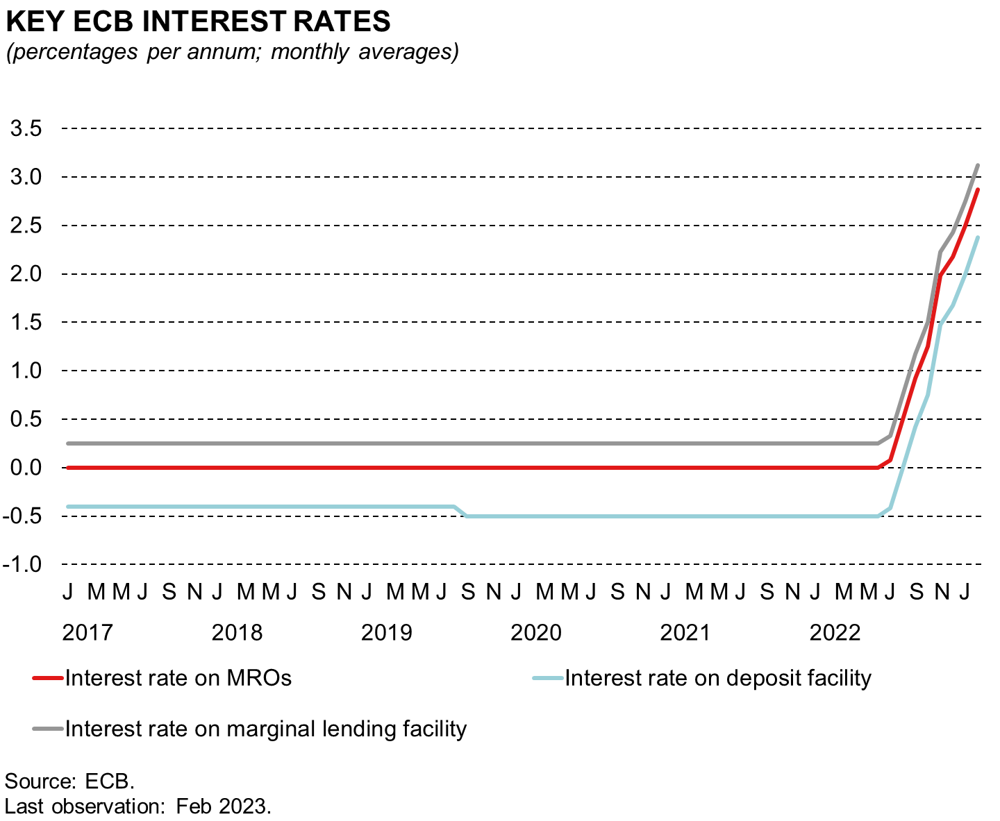 KEY ECB INTEREST RATES
(percentages per annum; monthly averages)
3.5
3.0
2.5
2.0
1.5
1.0
0.5
0.0
-0.5
-1.0
J M M J S N J M M J S N J M M J S N J M M J S N J M M J S N J M M J S N J
2017 2018 2019 2020 2021 2022
Interest rate on MROs Interest rate on deposit facility
Interest rate on marginal lending facility
Source: ECB.
Last observation: Feb 2023.